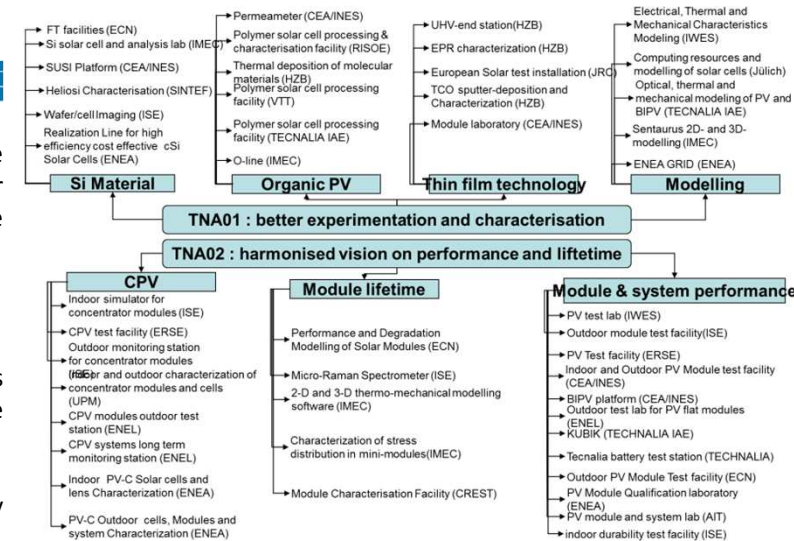 FT facilities (ECN)
Si solar cell and analysis lab (IMEC)
SUSI Platform (CEA/INES)
Heliosi Characterisation (SINTEF)
Wafer/cell Imaging (ISE)
Realization Line for high
efficiency cost effective cSi
Solar Cells (ENEA)
Si Material
Permeameter (CEA/INES)
Polymer solar cell processing &
characterisation facility (RISOE)
Thermal deposition of molecular
materials (HZB)
Polymer solar cell processing
facility (VTT)
Polymer solar cell processing
facility (TECNALIA IAE)
O-line (IMEC)
Organic PV
UHV-end station(HZB)
EPR characterization (HZB)
European Solar test installation (JRC)
TCO sputter-deposition and
Characterization (HZB)
Module laboratory (CEA/INES)
Thin film technology
Electrical, Thermal and
Mechanical Characteristics
Modeling (IWES)
Computing resources and
modelling of solar cells (Jülich)
Optical, thermal and
mechanical modeling of PV and
BIPV (TECNALIA IAE)
Sentaurus 2D- and 3D-
modelling (IMEC)
ENEA GRID (ENEA)
Modelling
TNA01 : better experimentation and characterisation
TNA02 : harmonised vision on performance and liftetime
CPV
Indoor simulator for
concentrator modules (ISE)
CPV test facility (ERSE)
Outdoor monitoring station
for concentrator modules
(ISE)
Indoor and outdoor characterization of
concentrator modules and cells
(UPM)
CPV modules outdoor test
station (ENEL)
CPV systems long term
monitoring station (ENEL)
Indoor PV-C Solar cells and
lens Characterization (ENEA)
PV-C Outdoor cells, Modules and
system Characterization (ENEA)
Module lifetime
Performance and Degradation
Modelling of Solar Modules (ECN)
Micro-Raman Spectrometer (ISE)
2-D and 3-D thermo-mechanical modelling
software (IMEC)
Characterization of stress
distribution in mini-modules(IMEC)
Module Characterisation Facility (CREST)
Module & system performance
PV test lab (IWES)
Outdoor module test facility(ISE)
PV Test facility (ERSE)
Indoor and Outdoor PV Module test facility
(CEA/INES)
BIPV platform (CEA/INES)
Outdoor test lab for PV flat modules
(ENEL)
KUBIK (TECHNALIA IAE)
Tecnalia battery test station (TECHNALIA)
Outdoor PV Module Test facility (ECN)
PV Module Qualification laboratory
(ENEA)
PV module and system lab (AIT)
indoor durability test facility (ISE)